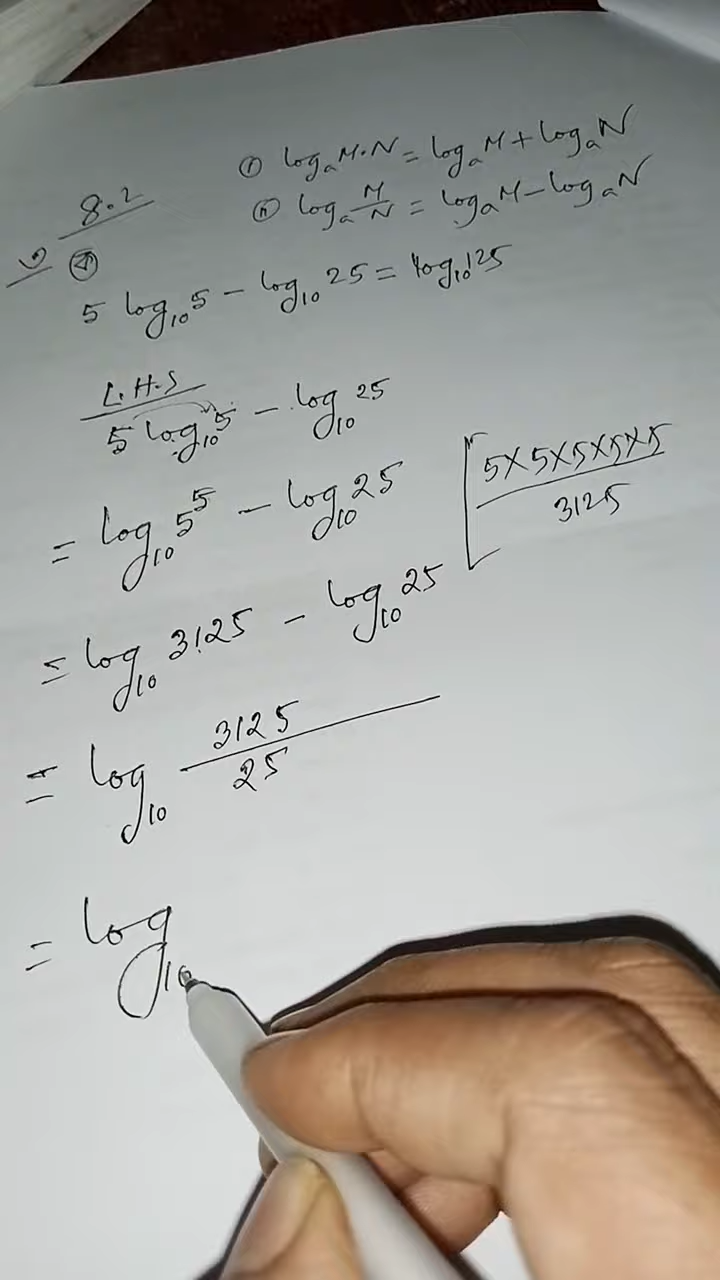 8.2
① logₐM·N = logₐM + logₐN
② logₐ M/N = logₐM − logₐN
5 log₁₀5 − log₁₀25 = log₁₀125
L.H.S
5 log₁₀5 − log₁₀25
= log₁₀5⁵ − log₁₀25
5×5×5×5×5
3125
= log₁₀3125 − log₁₀25
= log₁₀ 3125/25
= log₁₀